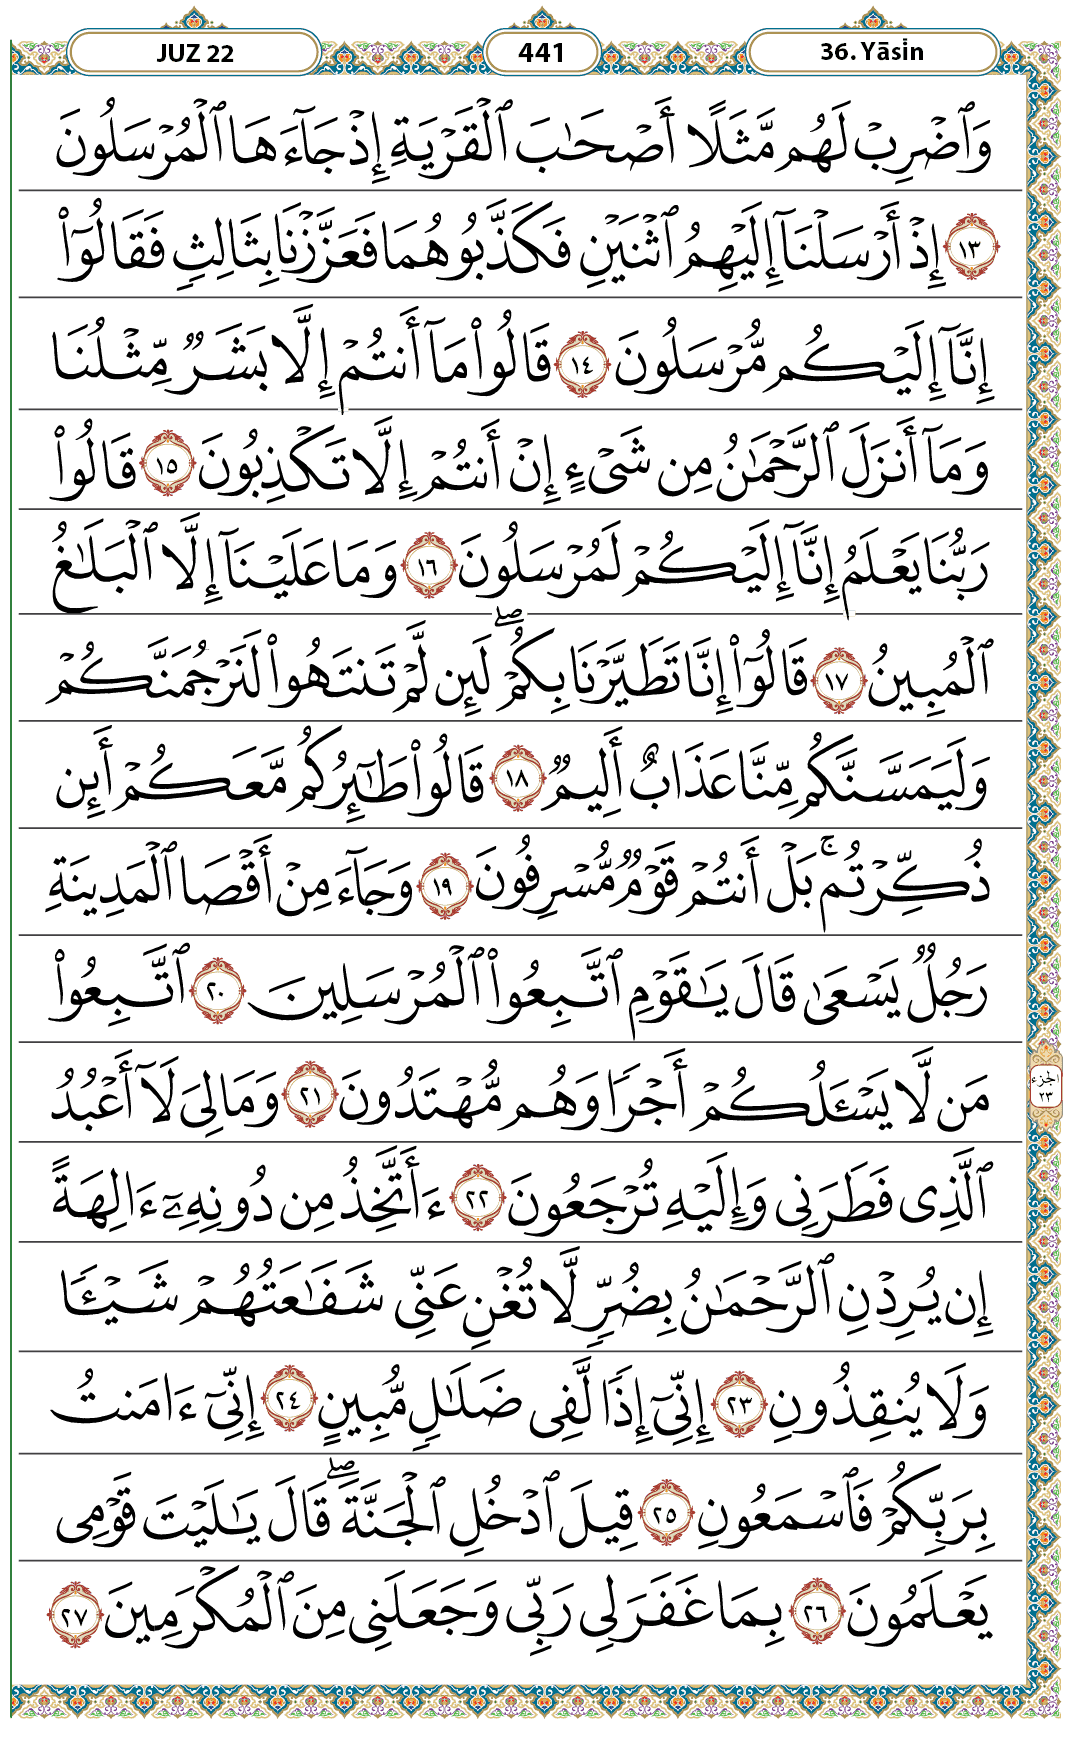 JUZ 22
441
36. Yāsin
وَٱضْرِبْ لَهُم مَّثَلًا أَصْحَٰبَ ٱلْقَرْيَةِ إِذْ جَآءَهَا ٱلْمُرْسَلُونَ
١٣ إِذْ أَرْسَلْنَآ إِلَيْهِمُ ٱثْنَيْنِ فَكَذَّبُوهُمَا فَعَزَّزْنَا بِثَالِثٍ فَقَالُوٓا۟
إِنَّآ إِلَيْكُم مُّرْسَلُونَ ١٤ قَالُوا۟ مَآ أَنتُمْ إِلَّا بَشَرٌ مِّثْلُنَا
وَمَآ أَنزَلَ ٱلرَّحْمَٰنُ مِن شَىْءٍ إِنْ أَنتُمْ إِلَّا تَكْذِبُونَ ١٥ قَالُوا۟
رَبُّنَا يَعْلَمُ إِنَّآ إِلَيْكُمْ لَمُرْسَلُونَ ١٦ وَمَا عَلَيْنَآ إِلَّا ٱلْبَلَٰغُ
ٱلْمُبِينُ ١٧ قَالُوٓا۟ إِنَّا تَطَيَّرْنَا بِكُمْ ۖ لَئِن لَّمْ تَنتَهُوا۟ لَنَرْجُمَنَّكُمْ
وَلَيَمَسَّنَّكُم مِّنَّا عَذَابٌ أَلِيمٌ ١٨ قَالُوا۟ طَٰٓئِرُكُم مَّعَكُمْ أَئِن
ذُكِّرْتُم ۚ بَلْ أَنتُمْ قَوْمٌ مُّسْرِفُونَ ١٩ وَجَآءَ مِنْ أَقْصَا ٱلْمَدِينَةِ
رَجُلٌ يَسْعَىٰ قَالَ يَٰقَوْمِ ٱتَّبِعُوا۟ ٱلْمُرْسَلِينَ ٢٠ ٱتَّبِعُوا۟
مَن لَّا يَسْـَٔلُكُمْ أَجْرًا وَهُم مُّهْتَدُونَ ٢١ وَمَا لِىَ لَآ أَعْبُدُ
ٱلَّذِى فَطَرَنِى وَإِلَيْهِ تُرْجَعُونَ ٢٢ ءَأَتَّخِذُ مِن دُونِهِۦٓ ءَالِهَةً
إِن يُرِدْنِ ٱلرَّحْمَٰنُ بِضُرٍّ لَّا تُغْنِ عَنِّى شَفَٰعَتُهُمْ شَيْـًٔا
وَلَا يُنقِذُونِ ٢٣ إِنِّىٓ إِذًا لَّفِى ضَلَٰلٍ مُّبِينٍ ٢٤ إِنِّىٓ ءَامَنتُ
بِرَبِّكُمْ فَٱسْمَعُونِ ٢٥ قِيلَ ٱدْخُلِ ٱلْجَنَّةَ ۖ قَالَ يَٰلَيْتَ قَوْمِى
يَعْلَمُونَ ٢٦ بِمَا غَفَرَ لِى رَبِّى وَجَعَلَنِى مِنَ ٱلْمُكْرَمِينَ ٢٧
الجزء
٢٣